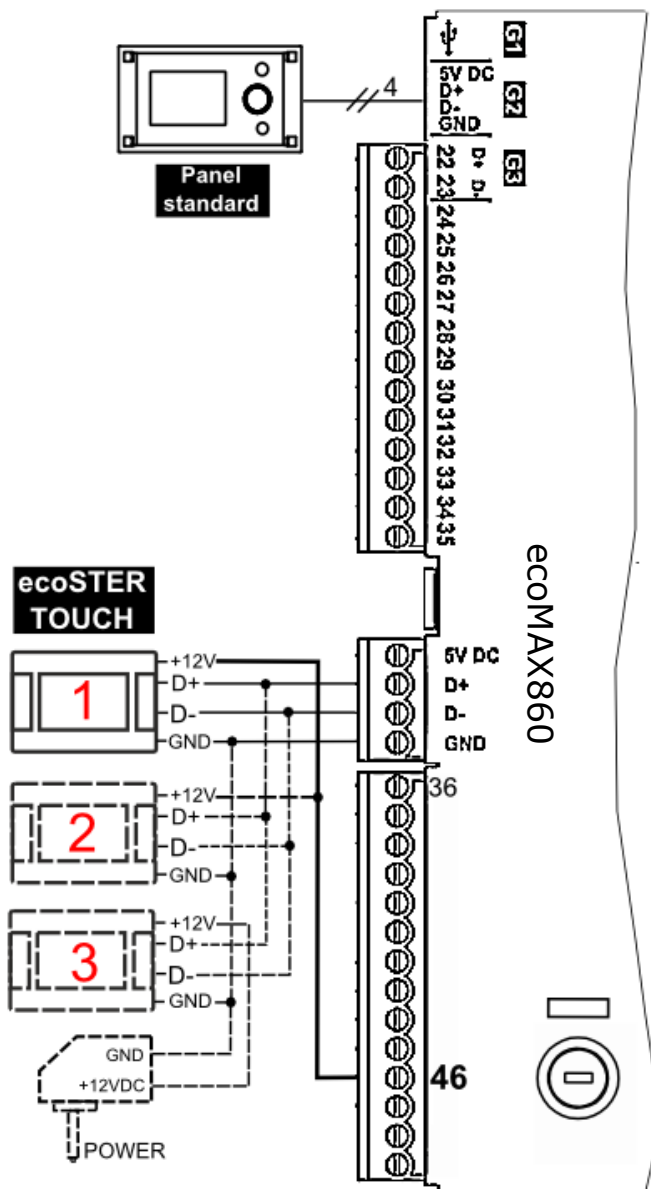 G1
5V DC
D+
D-
GND
G2
4
Panel
standard
22
23
D+
D-
G3
24
25
26
27
28
29
30
31
32
33
34
35
ecoMAX860
ecoSTER
TOUCH
1
+12V
D+
D-
GND
5V DC
D+
D-
GND
2
+12V
D+
D-
GND
36
3
+12V
D+
D-
GND
GND
+12VDC
POWER
46